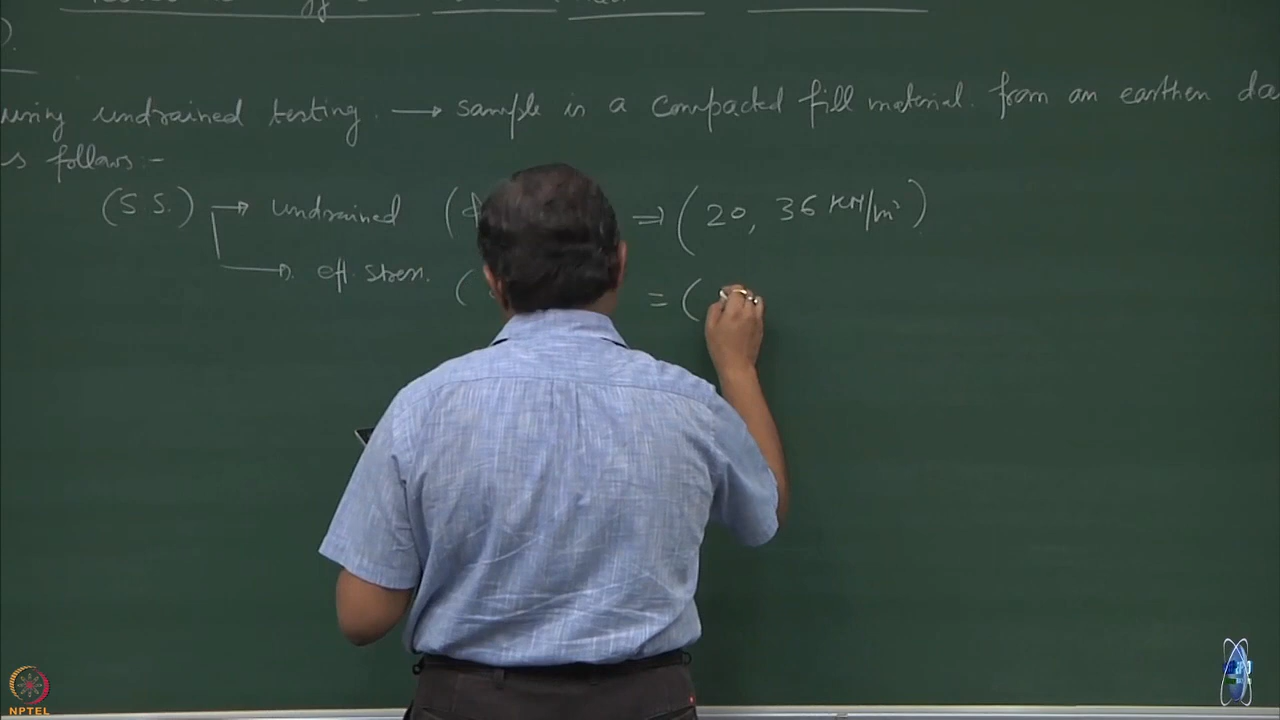 ).
uring undrained testing. → sample is a compacted fill material. from an earthen da
s follows:-
(S S.) → undrained ( ⇒ (20, 36 KN/m²)
→ eff. stress. ( = (
NPTEL